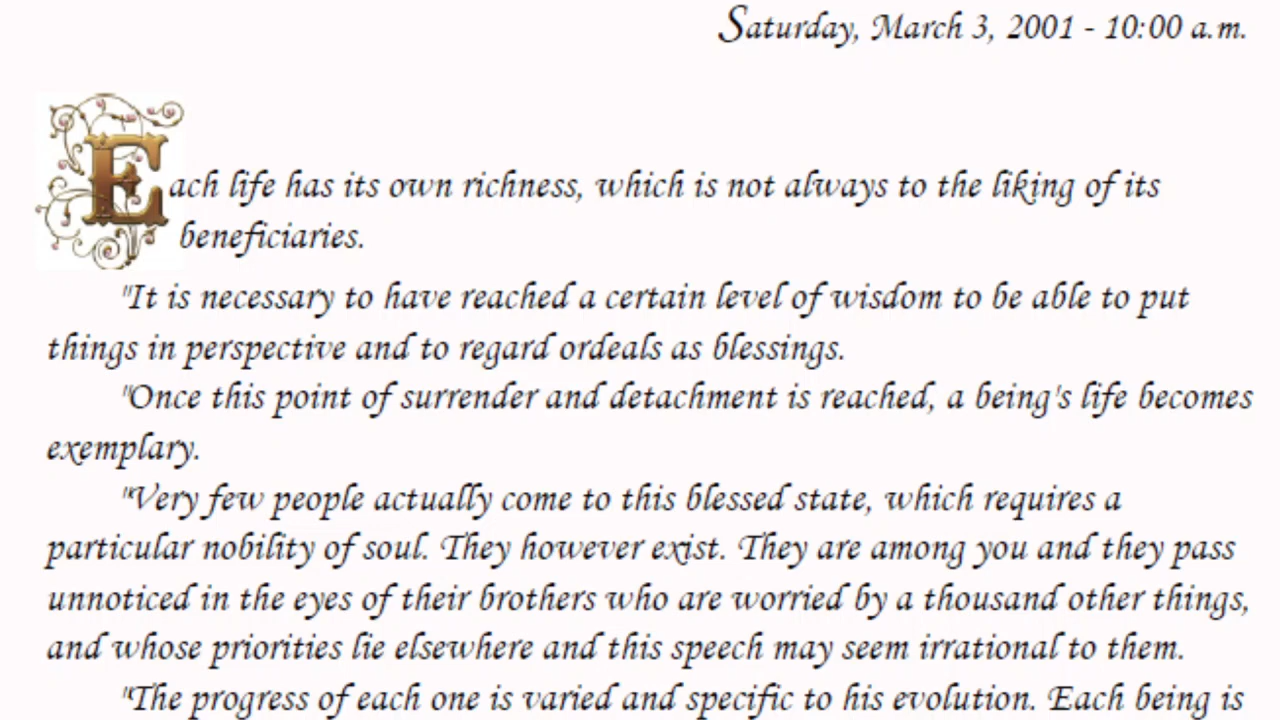 Saturday, March 3, 2001 - 10:00 a.m.
Each life has its own richness, which is not always to the liking of its
beneficiaries.
"It is necessary to have reached a certain level of wisdom to be able to put
things in perspective and to regard ordeals as blessings.
"Once this point of surrender and detachment is reached, a being's life becomes
exemplary.
"Very few people actually come to this blessed state, which requires a
particular nobility of soul. They however exist. They are among you and they pass
unnoticed in the eyes of their brothers who are worried by a thousand other things,
and whose priorities lie elsewhere and this speech may seem irrational to them.
"The progress of each one is varied and specific to his evolution. Each being is